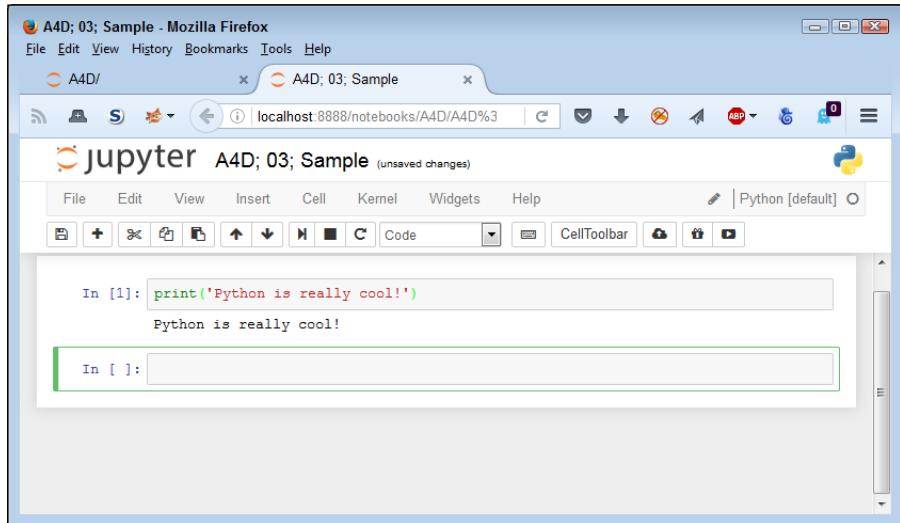 A4D; 03; Sample - Mozilla Firefox
File Edit View History Bookmarks Tools Help
A4D/ A4D; 03; Sample
localhost:8888/notebooks/A4D/A4D%3
S) ABP 0
jupyter A4D; 03; Sample (unsaved changes)
File Edit View Insert Cell Kernel Widgets Help Python [default]
Code CellToolbar
In [1]: print('Python is really cool!')
Python is really cool!
In [ ]: